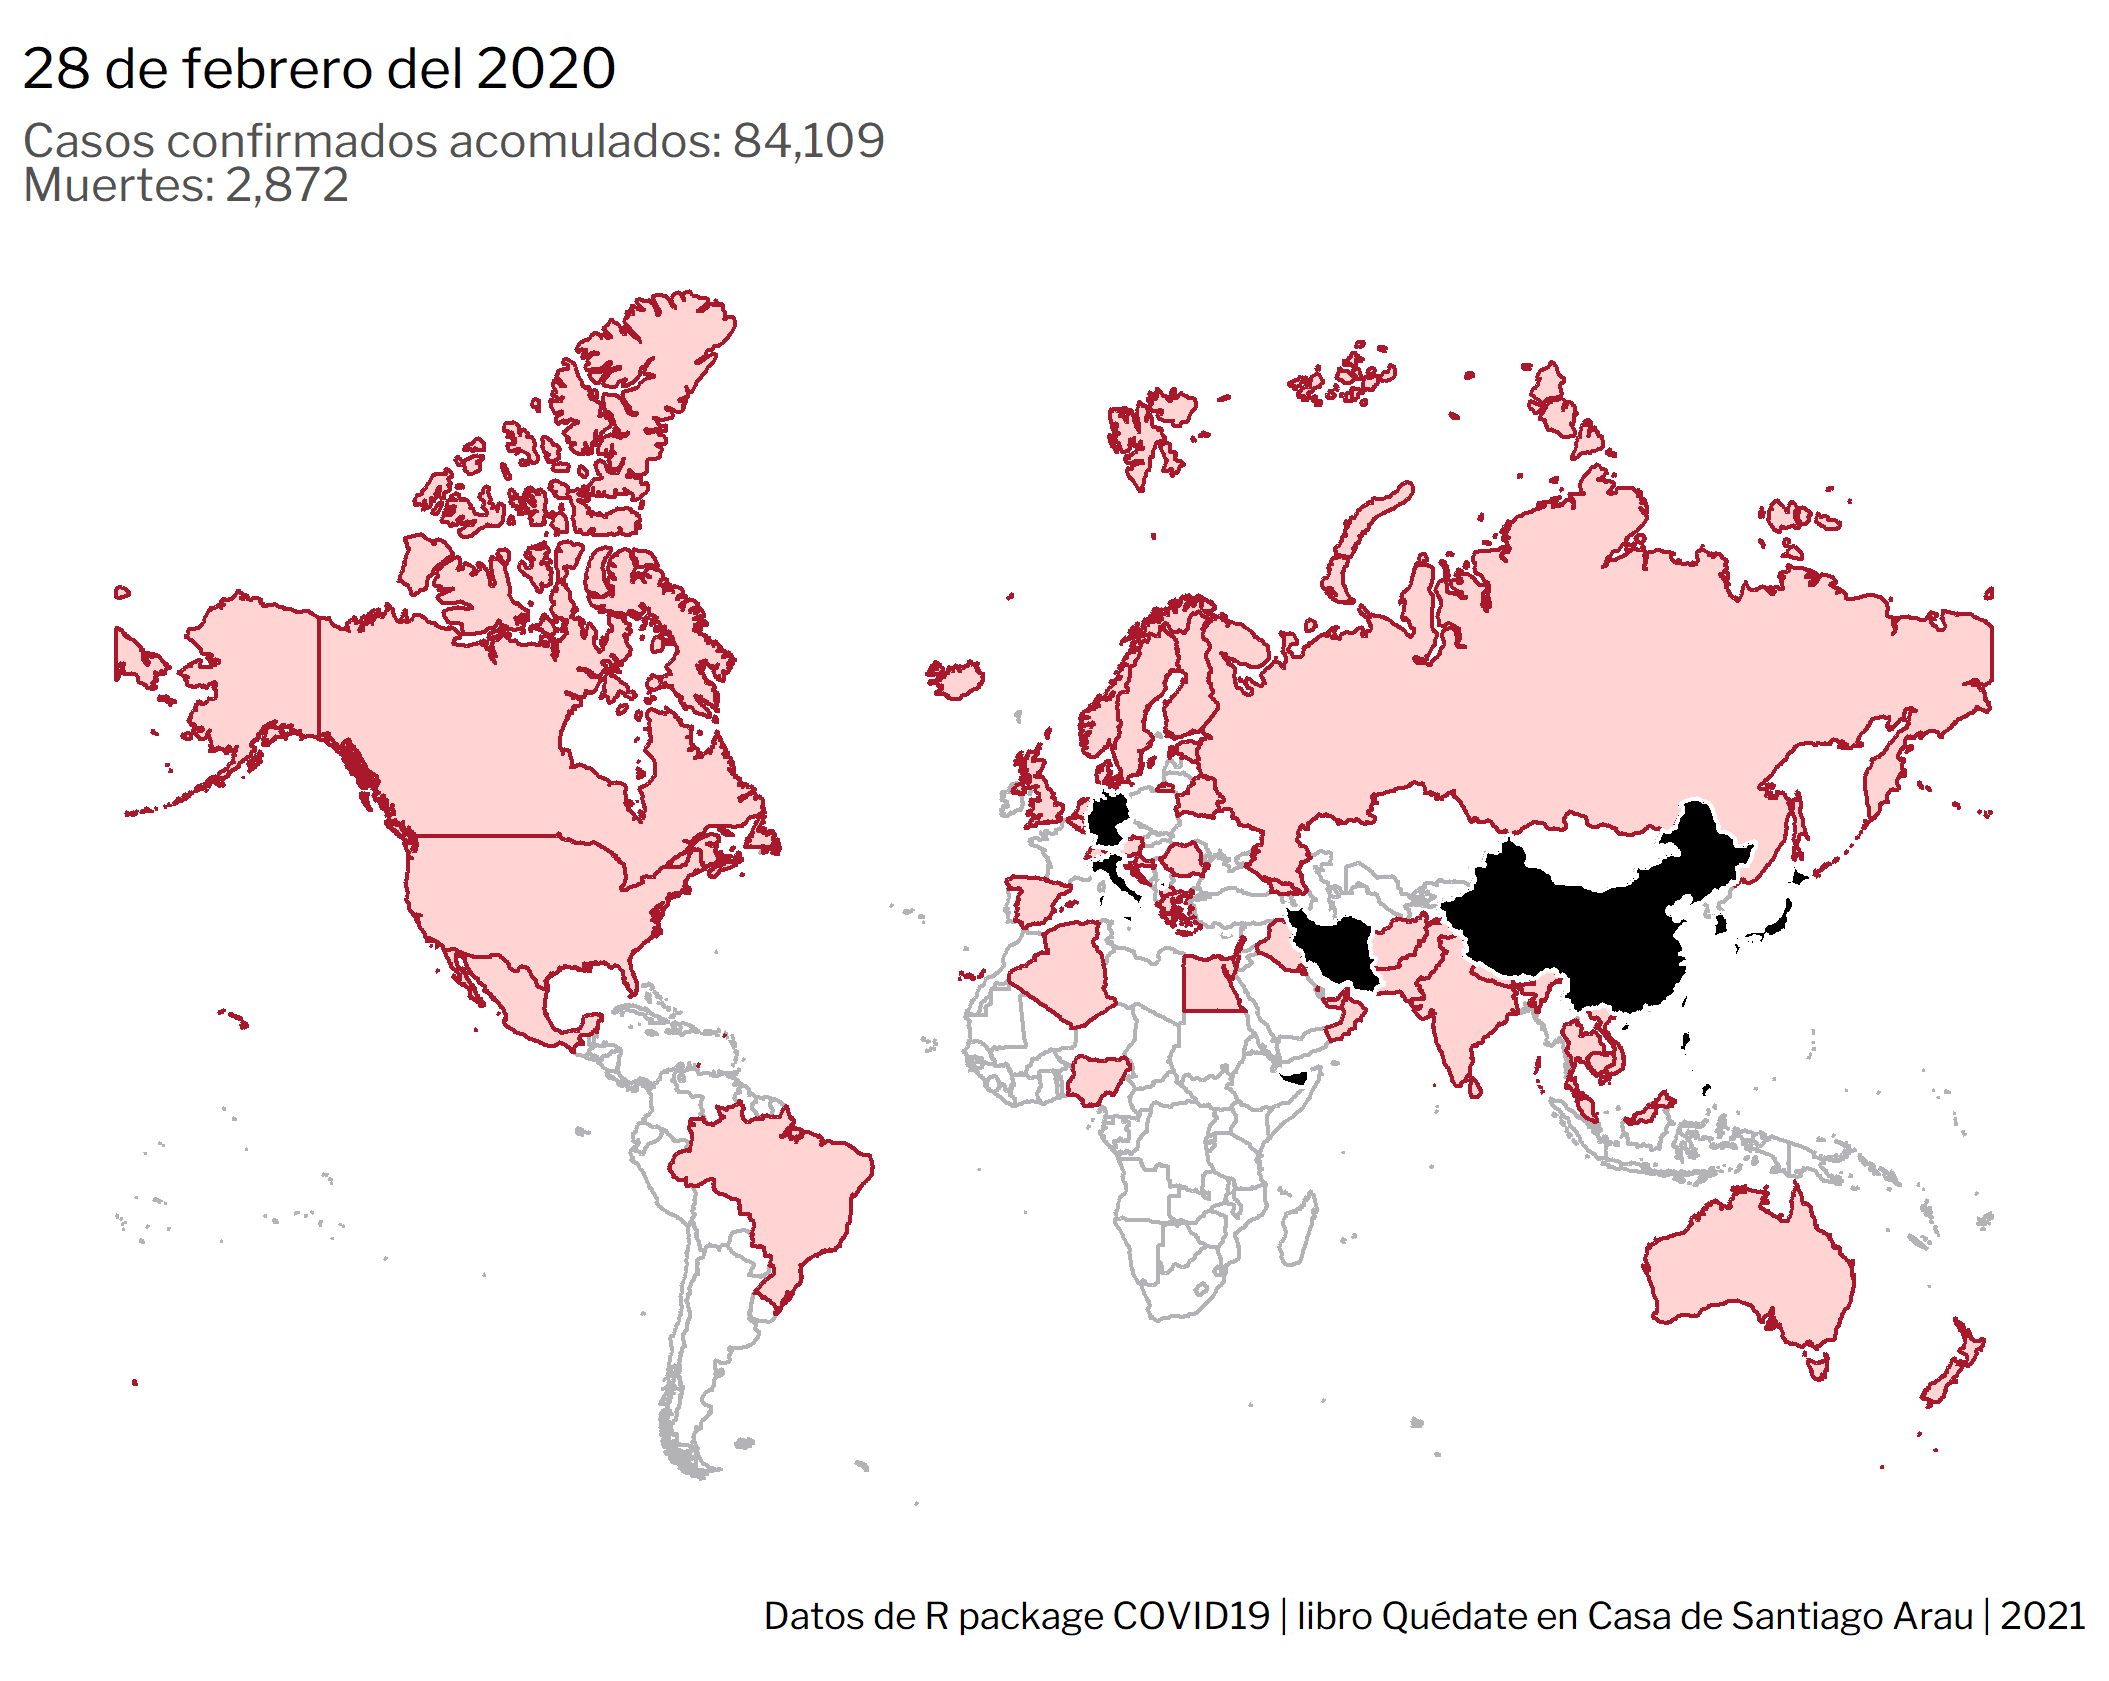 28 de febrero del 2020
Casos confirmados acomulados: 84,109
Muertes: 2,872
Datos de R package COVID19 | libro Quédate en Casa de Santiago Arau | 2021